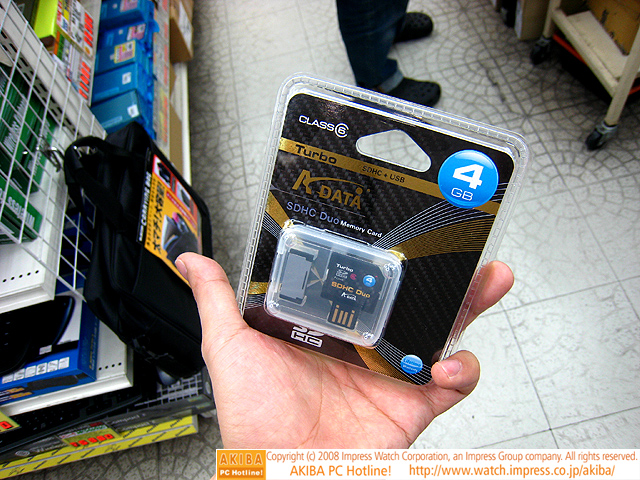 CLASS 6
Turbo
SDHC + USB
4
GB
ADATA
SDHC Duo Memory Card
Turbo
4
SDHC Duo
A-DATA
SD
HC
AKIBA
PC Hotline!
Copyright (c) 2008 Impress Watch Corporation, an Impress Group company. All rights reserved.
AKIBA PC Hotline! http://www.watch.impress.co.jp/akiba/